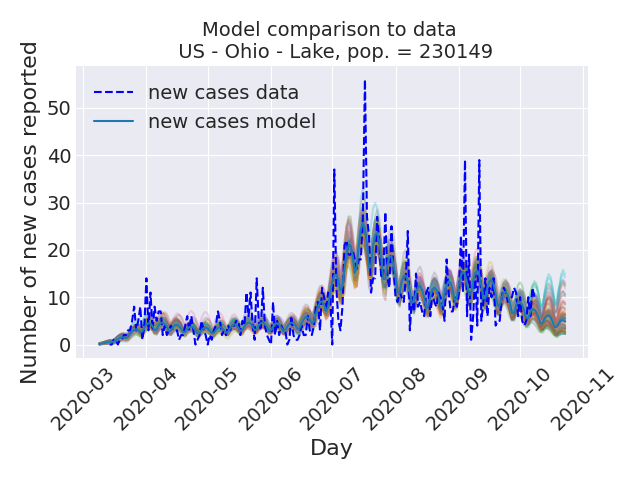 Model comparison to data
US - Ohio - Lake, pop. = 230149
Number of new cases reported
new cases data
new cases model
50
40
30
20
10
0
2020-03
2020-04
2020-05
2020-06
2020-07
2020-08
2020-09
2020-10
2020-11
Day